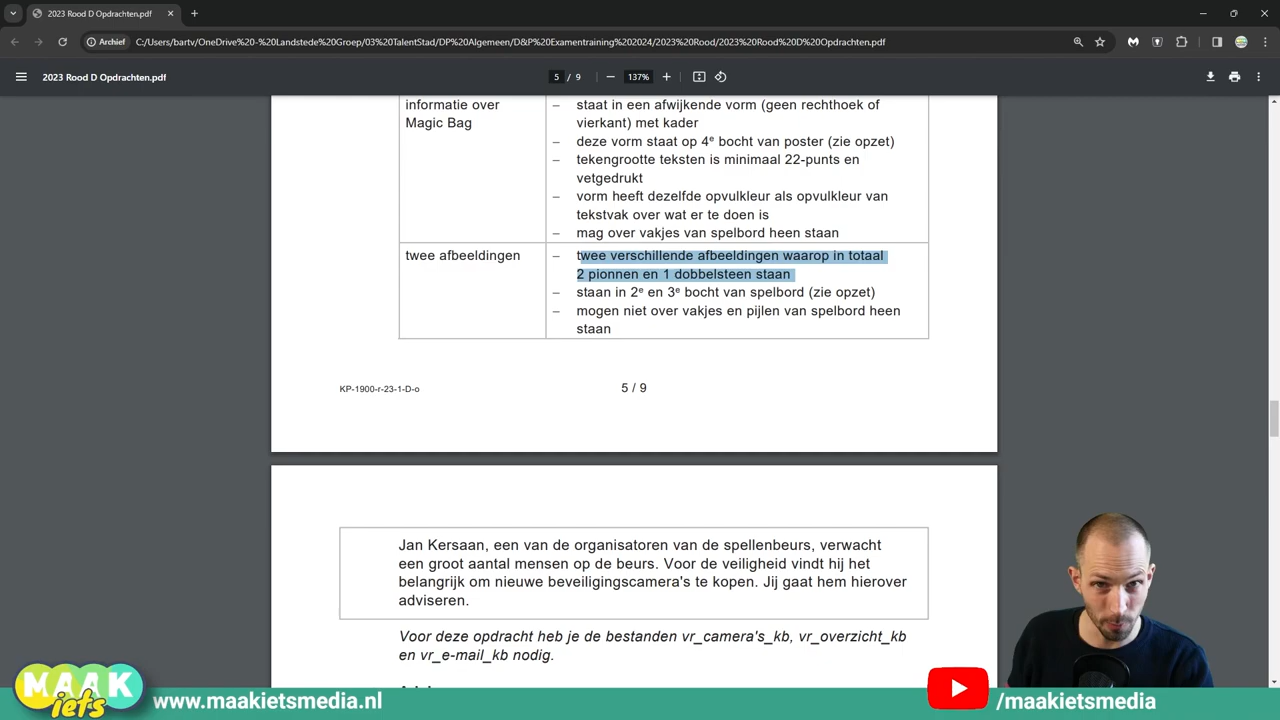 2023 Rood D Opdrachten.pdf
Archief
C:/Users/bartv/OneDrive%20-%20Landstede%20Groep/03%20TalentStad/DP%20Algemeen/D&P%20Examentraining%202024/2023%20Rood/2023%20Rood%20D%20Opdrachten.pdf
2023 Rood D Opdrachten.pdf
5 / 9
137%
informatie over
Magic Bag
– staat in een afwijkende vorm (geen rechthoek of
vierkant) met kader
– deze vorm staat op 4e bocht van poster (zie opzet)
– tekengrootte teksten is minimaal 22-punts en
vetgedrukt
– vorm heeft dezelfde opvulkleur als opvulkleur van
tekstvak over wat er te doen is
– mag over vakjes van spelbord heen staan
twee afbeeldingen
– twee verschillende afbeeldingen waarop in totaal
2 pionnen en 1 dobbelsteen staan
– staan in 2e en 3e bocht van spelbord (zie opzet)
– mogen niet over vakjes en pijlen van spelbord heen
staan
KP-1900-r-23-1-D-o
5 / 9
Jan Kersaan, een van de organisatoren van de spellenbeurs, verwacht
een groot aantal mensen op de beurs. Voor de veiligheid vindt hij het
belangrijk om nieuwe beveiligingscamera's te kopen. Jij gaat hem hierover
adviseren.
Voor deze opdracht heb je de bestanden vr_camera's_kb, vr_overzicht_kb
en vr_e-mail_kb nodig.
MAAK
iets
www.maakietsmedia.nl
/maakietsmedia